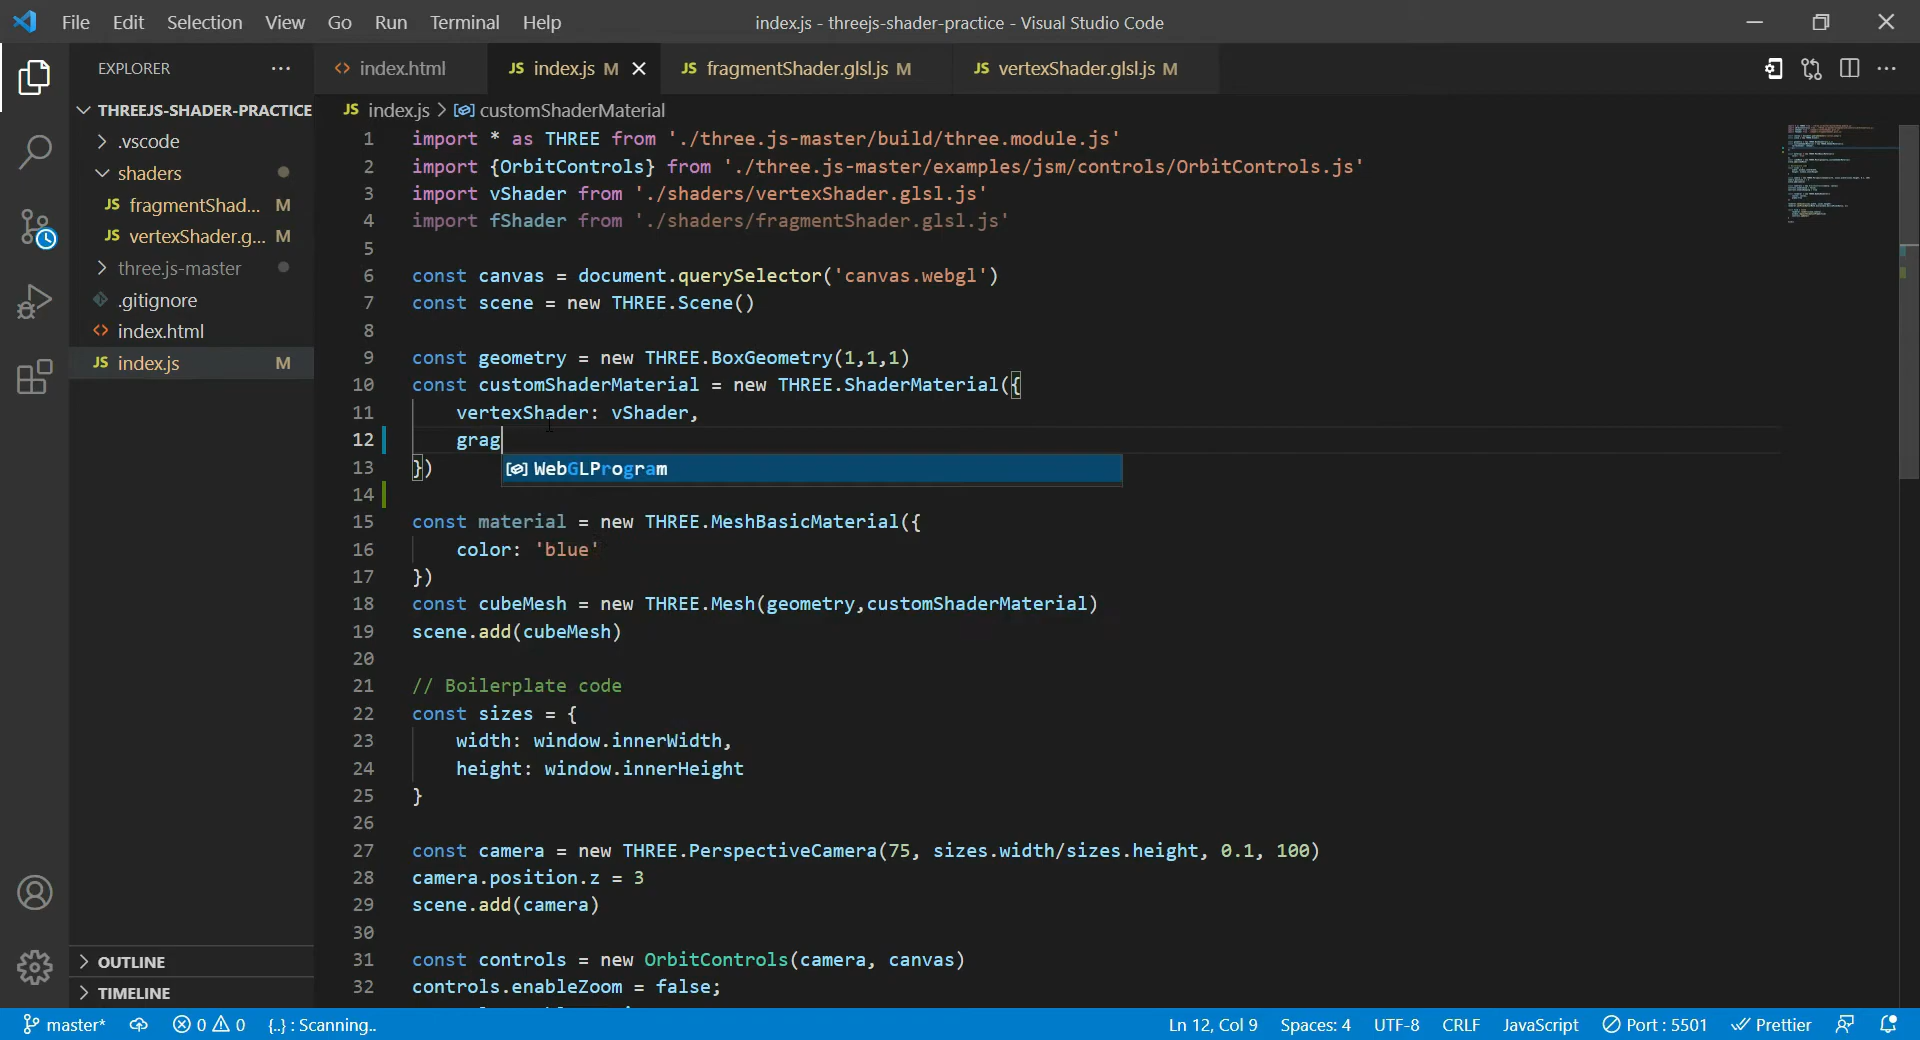 File Edit Selection View Go Run Terminal Help
index.js - threejs-shader-practice - Visual Studio Code
EXPLORER
THREEJS-SHADER-PRACTICE
.vscode
shaders
JS fragmentShad... M
JS vertexShader.g... M
three.js-master
.gitignore
<> index.html
JS index.js M
OUTLINE
TIMELINE
<> index.html
JS index.js M
JS fragmentShader.glsl.js M
JS vertexShader.glsl.js M
JS index.js > customShaderMaterial
1 import * as THREE from './three.js-master/build/three.module.js'
2 import {OrbitControls} from './three.js-master/examples/jsm/controls/OrbitControls.js'
3 import vShader from './shaders/vertexShader.glsl.js'
4 import fShader from './shaders/fragmentShader.glsl.js'
5
6 const canvas = document.querySelector('canvas.webgl')
7 const scene = new THREE.Scene()
8
9 const geometry = new THREE.BoxGeometry(1,1,1)
10 const customShaderMaterial = new THREE.ShaderMaterial({
11 vertexShader: vShader,
12 grag
WebGLProgram
13 })
14
15 const material = new THREE.MeshBasicMaterial({
16 color: 'blue'
17 })
18 const cubeMesh = new THREE.Mesh(geometry,customShaderMaterial)
19 scene.add(cubeMesh)
20
21 // Boilerplate code
22 const sizes = {
23 width: window.innerWidth,
24 height: window.innerHeight
25 }
26
27 const camera = new THREE.PerspectiveCamera(75, sizes.width/sizes.height, 0.1, 100)
28 camera.position.z = 3
29 scene.add(camera)
30
31 const controls = new OrbitControls(camera, canvas)
32 controls.enableZoom = false;
master* 0 0 {..} : Scanning..
Ln 12, Col 9 Spaces: 4 UTF-8 CRLF JavaScript Port : 5501 Prettier